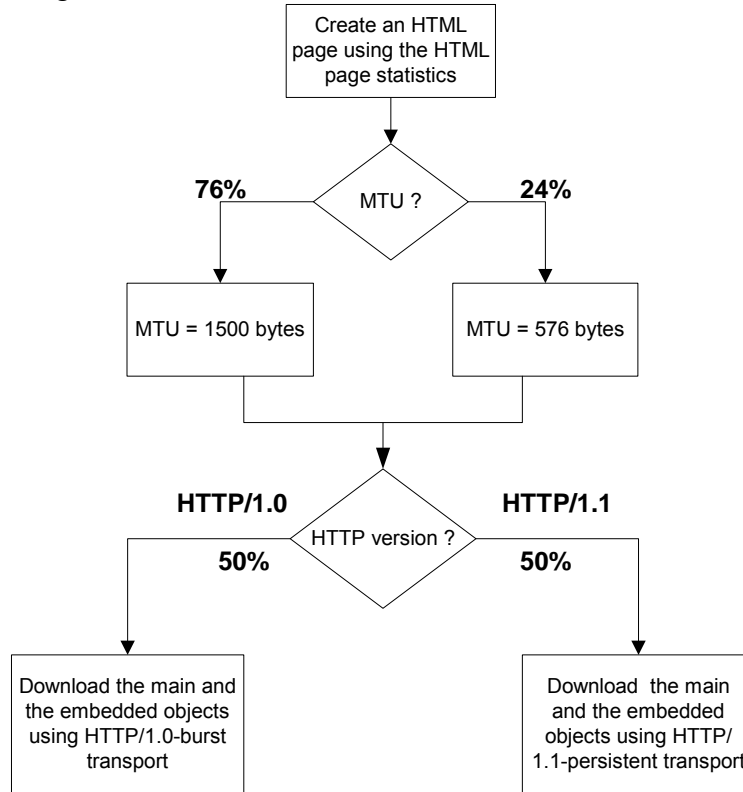 Create an HTML
page using the HTML
page statistics
76%
MTU ?
24%
MTU = 1500 bytes
MTU = 576 bytes
HTTP/1.0
HTTP/1.1
HTTP version ?
50%
50%
Download the main and
the embedded objects
using HTTP/1.0-burst
transport
Download the main
and the embedded
objects using HTTP/
1.1-persistent transport